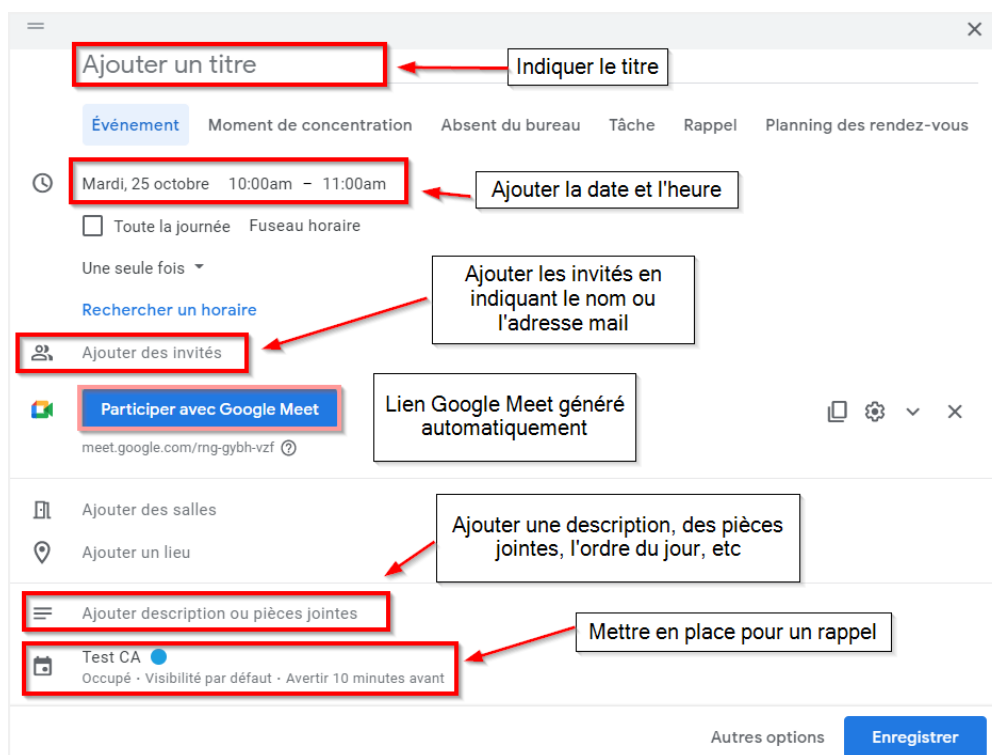 Ajouter un titre
Indiquer le titre
Événement Moment de concentration Absent du bureau Tâche Rappel Planning des rendez-vous
Mardi, 25 octobre 10:00am – 11:00am
Ajouter la date et l'heure
Toute la journée Fuseau horaire
Une seule fois
Ajouter les invités en
indiquant le nom ou
l'adresse mail
Rechercher un horaire
Ajouter des invités
Participer avec Google Meet
meet.google.com/rng-gybh-vzf
Lien Google Meet généré
automatiquement
Ajouter des salles
Ajouter un lieu
Ajouter une description, des pièces
jointes, l'ordre du jour, etc
Ajouter description ou pièces jointes
Mettre en place pour un rappel
Test CA
Occupé · Visibilité par défaut · Avertir 10 minutes avant
Autres options Enregistrer